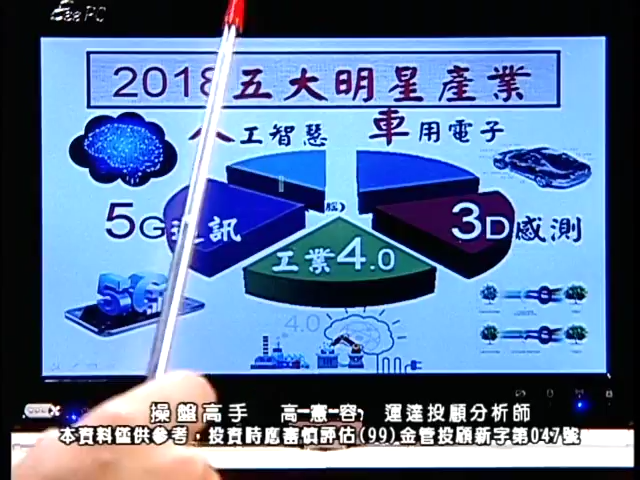 Eee PC
2018五大明星產業
人工智慧
車用電子
5G通訊
3D感測
工業4.0
5G
4.0
操盤高手 高憲容 運達投顧分析師
本資料僅供參考，投資時應審慎評估(99)金管投顧新字第047號